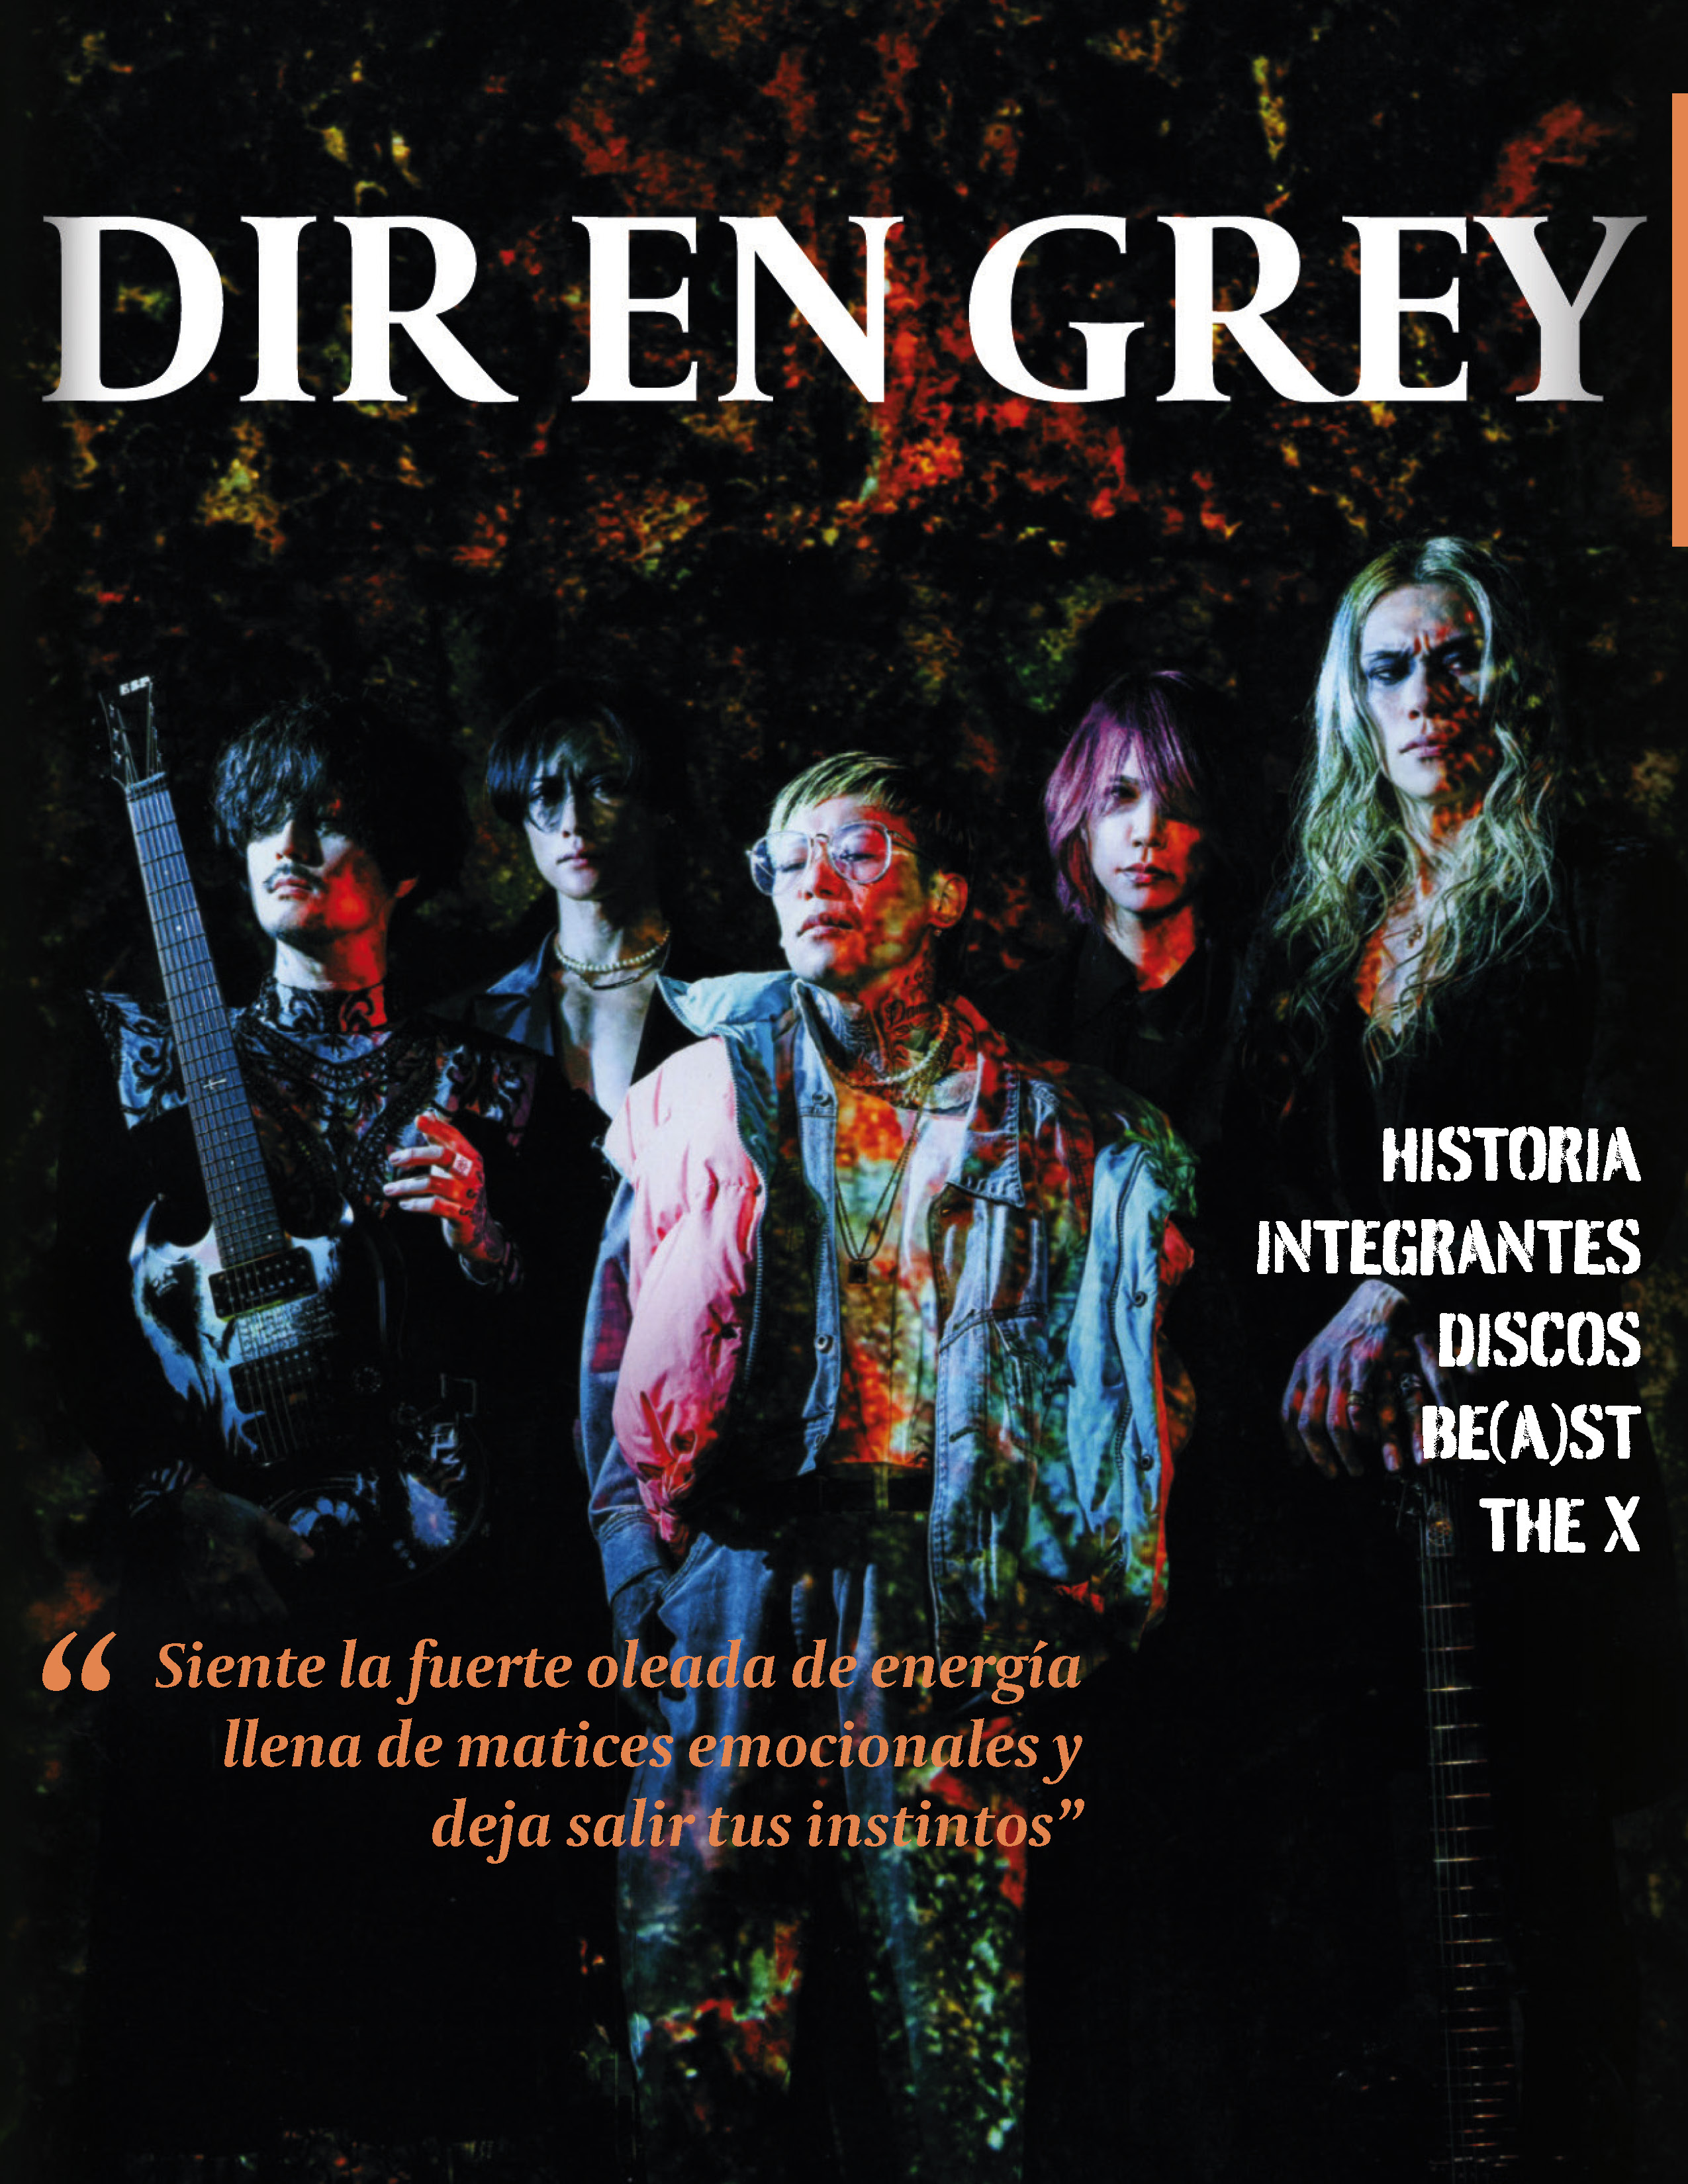 DIR EN GREY
ESP
HISTORIA
INTEGRANTES
DISCOS
BE(A)ST
THE X
“ Siente la fuerte oleada de energía
llena de matices emocionales y
deja salir tus instintos”